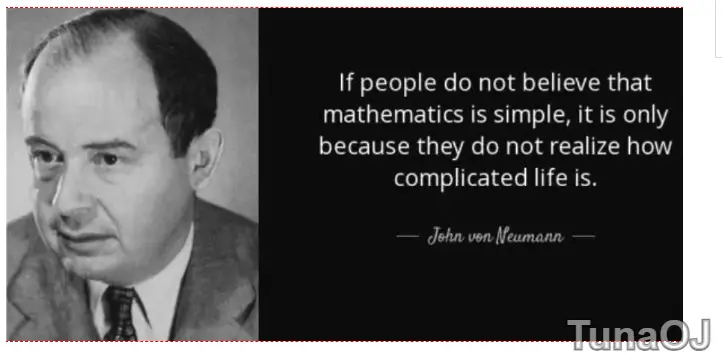 If people do not believe that
mathematics is simple, it is only
because they do not realize how
complicated life is.
— John von Neumann —
TunaOJ